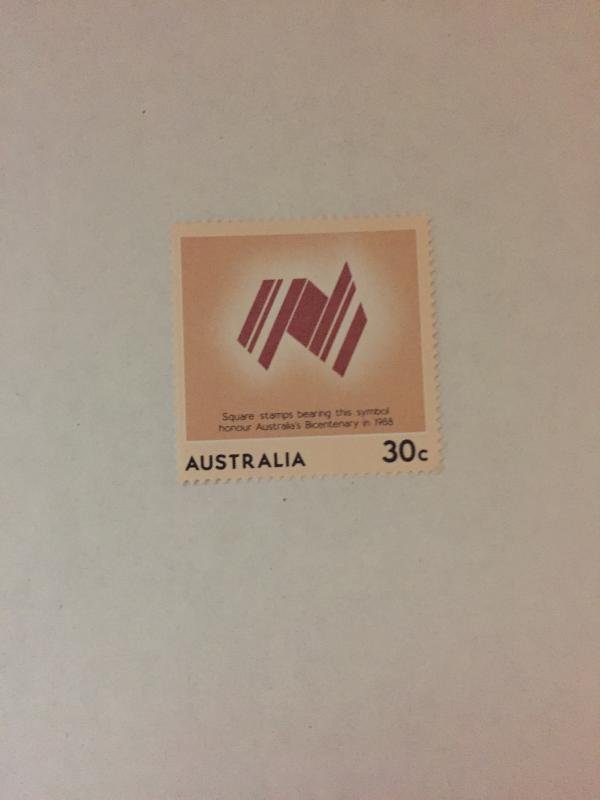 Square stamps bearing this symbol
honour Australia's Bicentenary in 1988
AUSTRALIA 30c